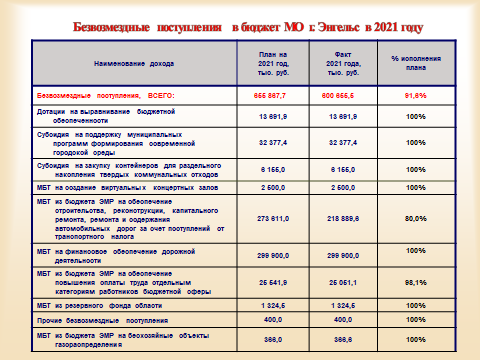 Безвозмездные поступления в бюджет МО г. Энгельс в 2021 году
Наименование дохода
План на
2021 год,
тыс. руб.
Факт
2021 года,
тыс. руб.
% исполнения
плана
Безвозмездные поступления, ВСЕГО: 655 867,7 600 655,5 91,6%
Дотации на выравнивание бюджетной
обеспеченности
13 691,9 13 691,9 100%
Субсидия на поддержку муниципальных
программ формирования современной
городской среды
32 377,4 32 377,4 100%
Субсидия на закупку контейнеров для раздельного
накопления твердых коммунальных отходов
6 155,0 6 155,0 100%
МБТ на создание виртуальных концертных залов 2 500,0 2 500,0 100%
МБТ из бюджета ЭМР на обеспечение
строительства, реконструкции, капитального
ремонта, ремонта и содержания
автомобильных дорог за счет поступлений от
транспортного налога
273 611,0 218 889,6 80,0%
МБТ на финансовое обеспечение дорожной
деятельности
299 900,0 299 900,0 100%
МБТ из бюджета ЭМР на обеспечение
повышения оплаты труда отдельным
категориям работников бюджетной сферы
25 541,9 25 051,1 98,1%
МБТ из резервного фонда области 1 324,5 1 324,5 100%
Прочие безвозмездные поступления 400,0 400,0 100%
МБТ из бюджета ЭМР на бесхозяйные объекты
газораспределения
366,0 366,6 100%